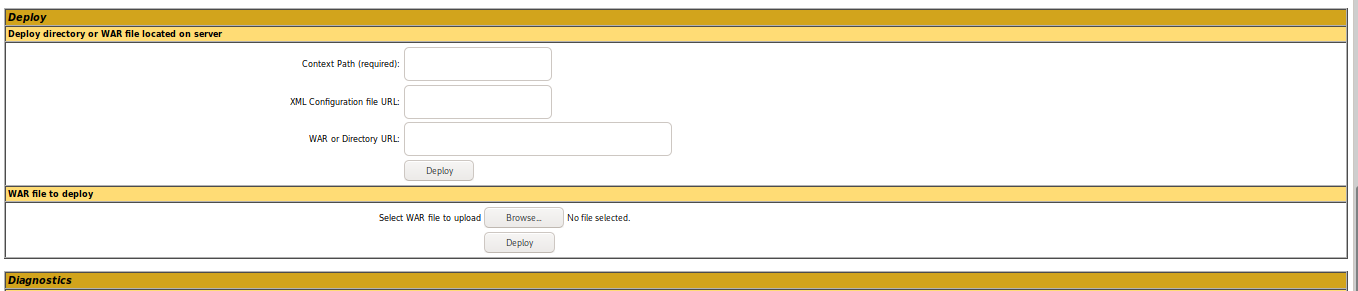 Deploy
Deploy directory or WAR file located on server
Context Path (required):
XML Configuration file URL:
WAR or Directory URL:
Deploy
WAR file to deploy
Select WAR file to upload Browse... No file selected.
Deploy
Diagnostics